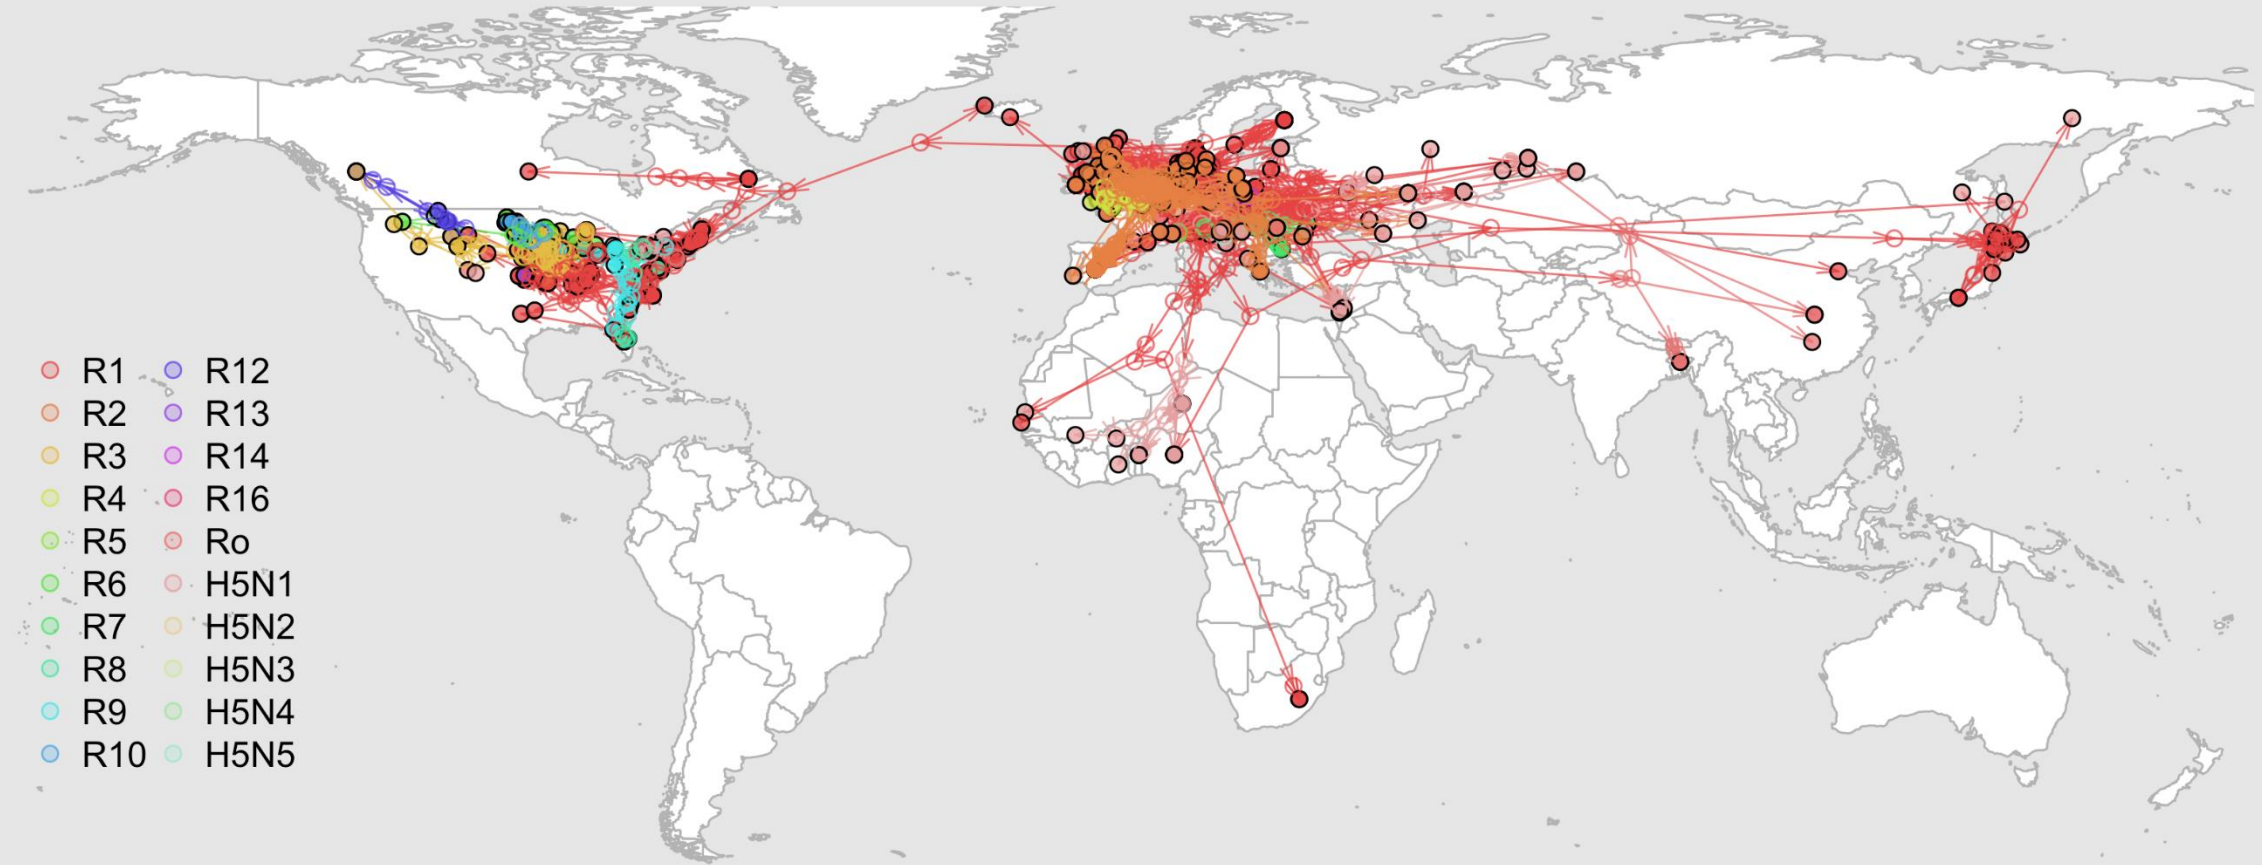 R1 R12
R2 R13
R3 R14
R4 R16
R5 Ro
R6 H5N1
R7 H5N2
R8 H5N3
R9 H5N4
R10 H5N5